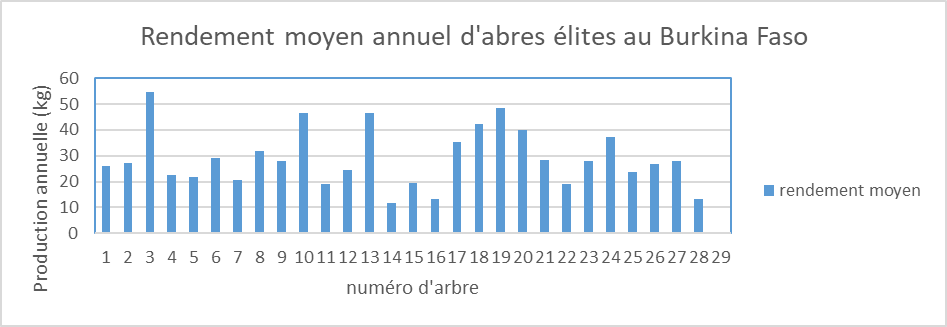 Rendement moyen annuel d'abres élites au Burkina Faso
Production annuelle (kg)
60
50
40
30
20
10
0
1 2 3 4 5 6 7 8 9 10 11 12 13 14 15 16 17 18 19 20 21 22 23 24 25 26 27 28 29
numéro d'arbre
rendement moyen